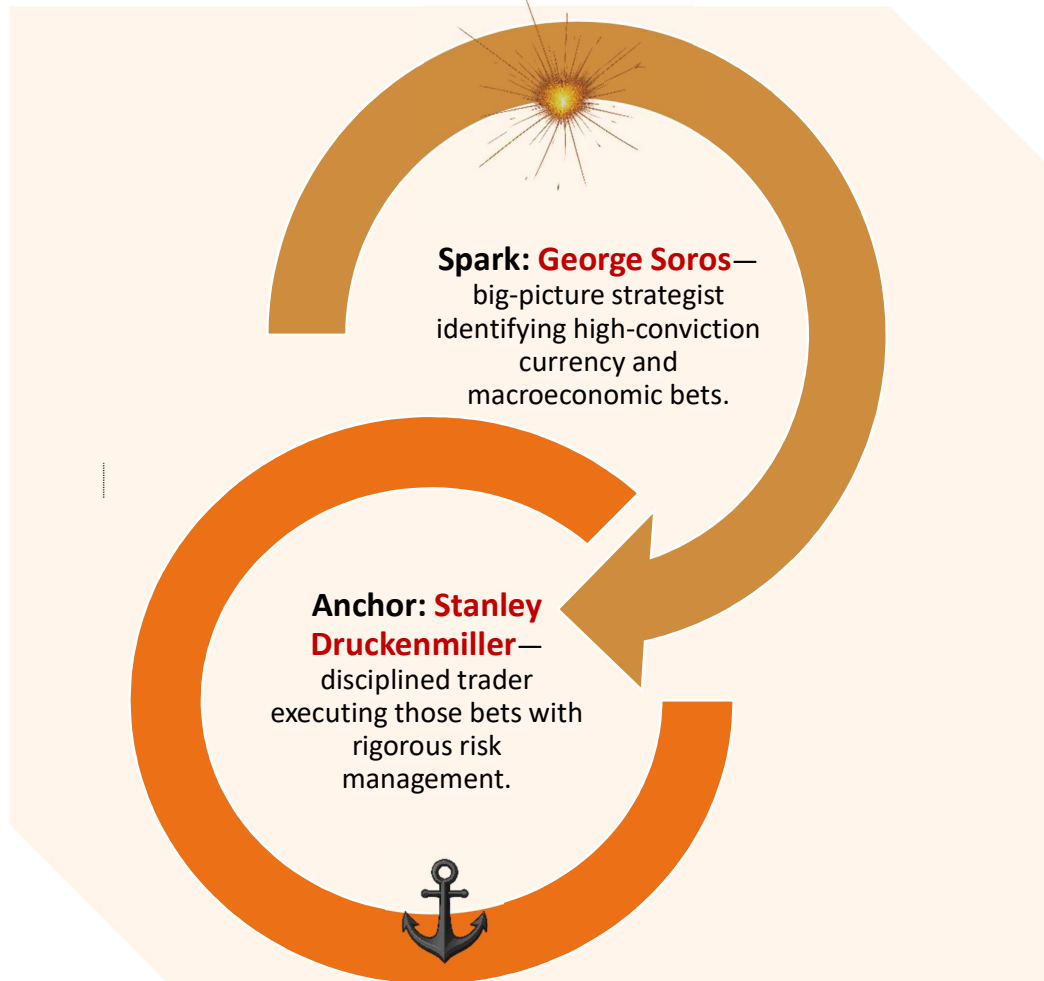 Spark: George Soros—
big-picture strategist
identifying high-conviction
currency and
macroeconomic bets.
Anchor: Stanley
Druckenmiller—
disciplined trader
executing those bets with
rigorous risk
management.